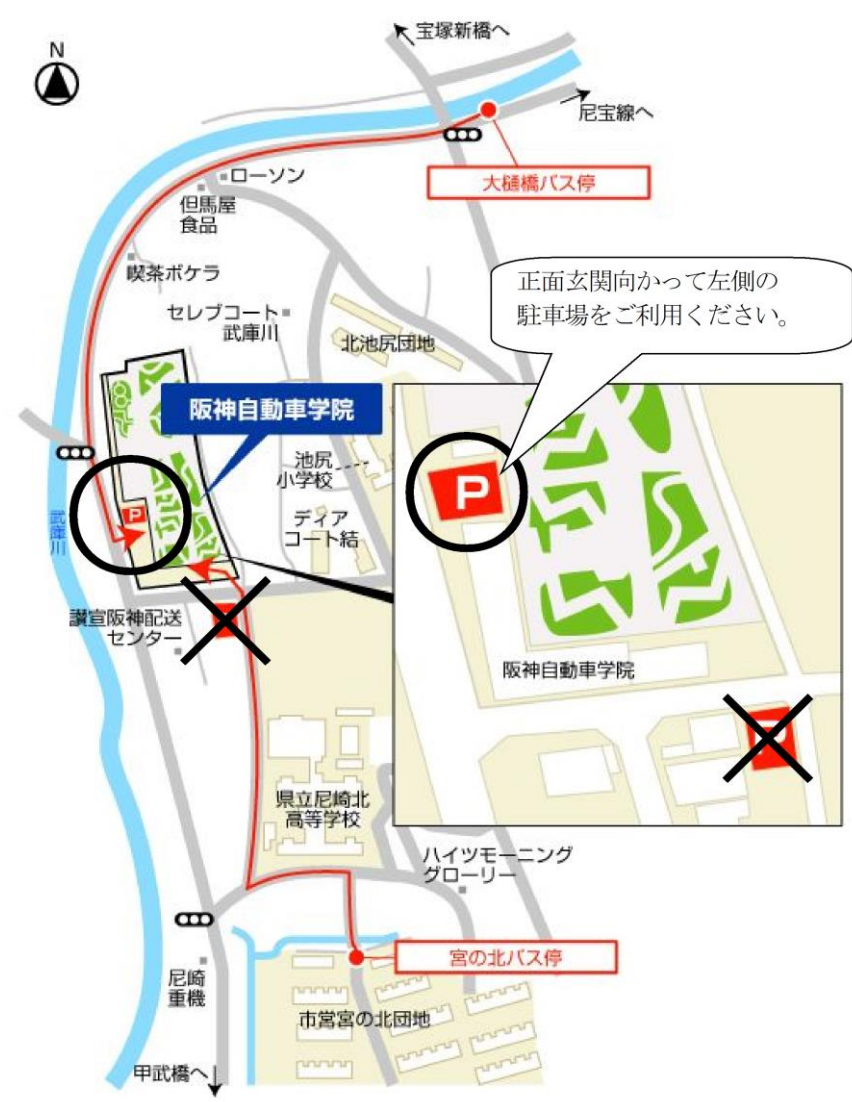 宝塚新橋へ
N
尼宝線へ
ローソン
大樋橋バス停
但馬屋
食品
喫茶ポケラ
正面玄関向かって左側の
駐車場をご利用ください。
セレブコート
武庫川
北池尻団地
阪神自動車学院
池尻
小学校
P
P
武庫川
ディア
コート結
讃宣阪神配送
センター
阪神自動車学院
P
県立尼崎北
高等学校
ハイツモーニング
グローリー
宮の北バス停
尼崎
重機
市営宮の北団地
甲武橋へ